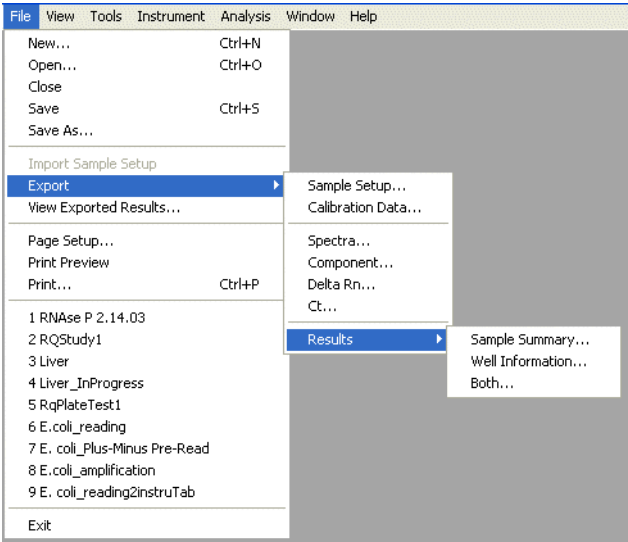 File View Tools Instrument Analysis Window Help
New... Ctrl+N
Open... Ctrl+O
Close
Save Ctrl+S
Save As...
Import Sample Setup
Export
View Exported Results...
Page Setup...
Print Preview
Print... Ctrl+P
1 RNAse P 2.14.03
2 RQStudy1
3 Liver
4 Liver_InProgress
5 RqPlateTest1
6 E.coli_reading
7 E. coli_Plus-Minus Pre-Read
8 E.coli_amplification
9 E. coli_reading2instruTab
Exit
Sample Setup...
Calibration Data...
Spectra...
Component...
Delta Rn...
Ct...
Results
Sample Summary...
Well Information...
Both...